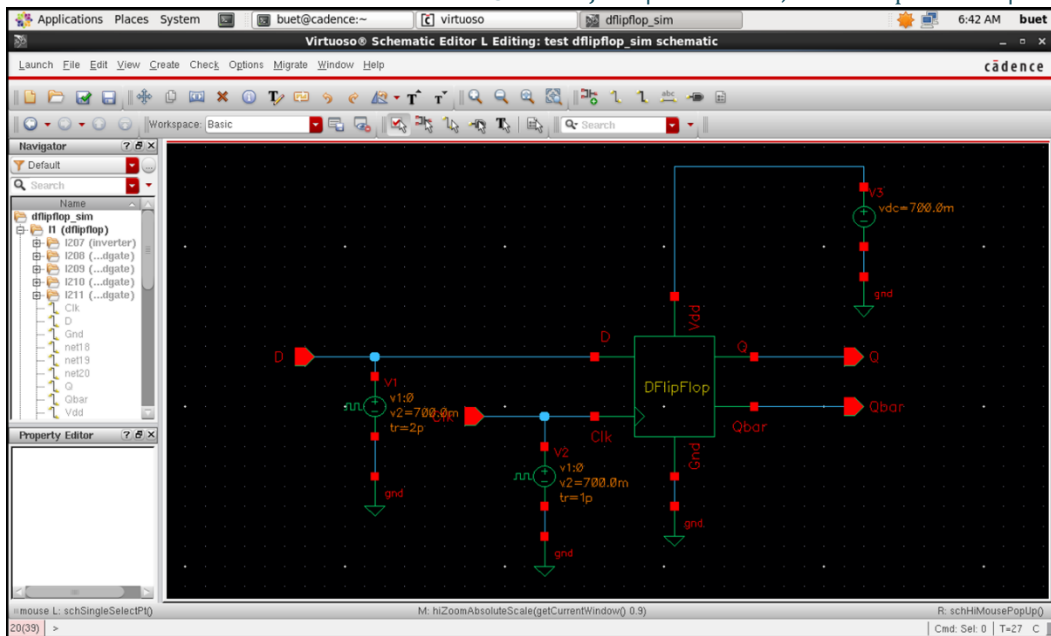 Applications Places System buet@cadence:~ virtuoso dflipflop_sim 6:42 AM buet
Virtuoso® Schematic Editor L Editing: test dflipflop_sim schematic
Launch File Edit View Create Check Options Migrate Window Help cādence
Workspace: Basic Search
Navigator
Default
Search
Name
dflipflop_sim
I1 (dflipflop)
I207 (inverter)
I208 (...dgate)
I209 (...dgate)
I210 (...dgate)
I211 (...dgate)
Clk
D
Gnd
net18
net19
net20
Q
Qbar
Vdd
Property Editor
V3
vdc=700.0m
gnd
Vdd
D D Q Q
DFlipFlop
V1
v1:0
v2=700.0m
tr=2p
gnd
Clk Qbar Qbar
V2
v1:0
v2=700.0m
tr=1p
gnd
Gnd
gnd
mouse L: schSingleSelectPt() M: hiZoomAbsoluteScale(getCurrentWindow() 0.9) R: schHiMousePopUp()
20(39) > Cmd: Sel: 0 T=27 C